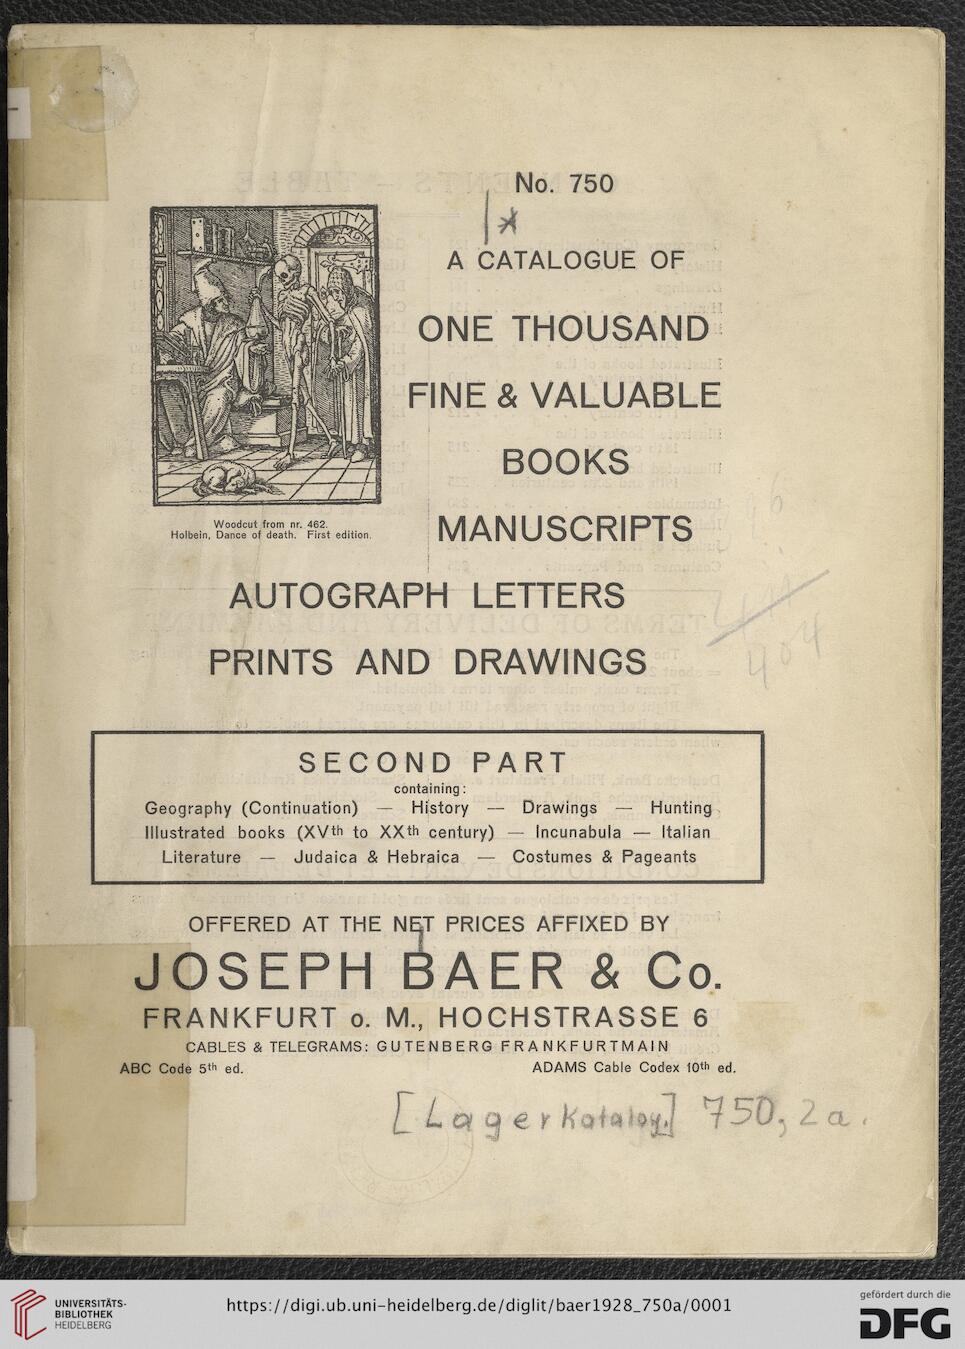 No. 750
A CATALOGUE OF
ONE THOUSAND
FINE & VALUABLE
BOOKS
MANUSCRIPTS
Woodcut from nr. 462.
Holbein, Dance of death. First edition.
AUTOGRAPH LETTERS
PRINTS AND DRAWINGS
404
SECOND PART
containing:
Geography (Continuation) — History — Drawings — Hunting
Illustrated books (XVth to XXth century) — Incunabula — Italian
Literature — Judaica & Hebraica — Costumes & Pageants
OFFERED AT THE NET PRICES AFFIXED BY
JOSEPH BAER & Co.
FRANKFURT o. M., HOCHSTRASSE 6
CABLES & TELEGRAMS: GUTENBERG FRANKFURTMAIN
ABC Code 5th ed. ADAMS Cable Codex 10th ed.
[Lagerkatalog.] 750, 2a.
UNIVERSITÄTS-
BIBLIOTHEK
HEIDELBERG
https://digi.ub.uni-heidelberg.de/diglit/baer1928_750a/0001
gefördert durch die
DFG